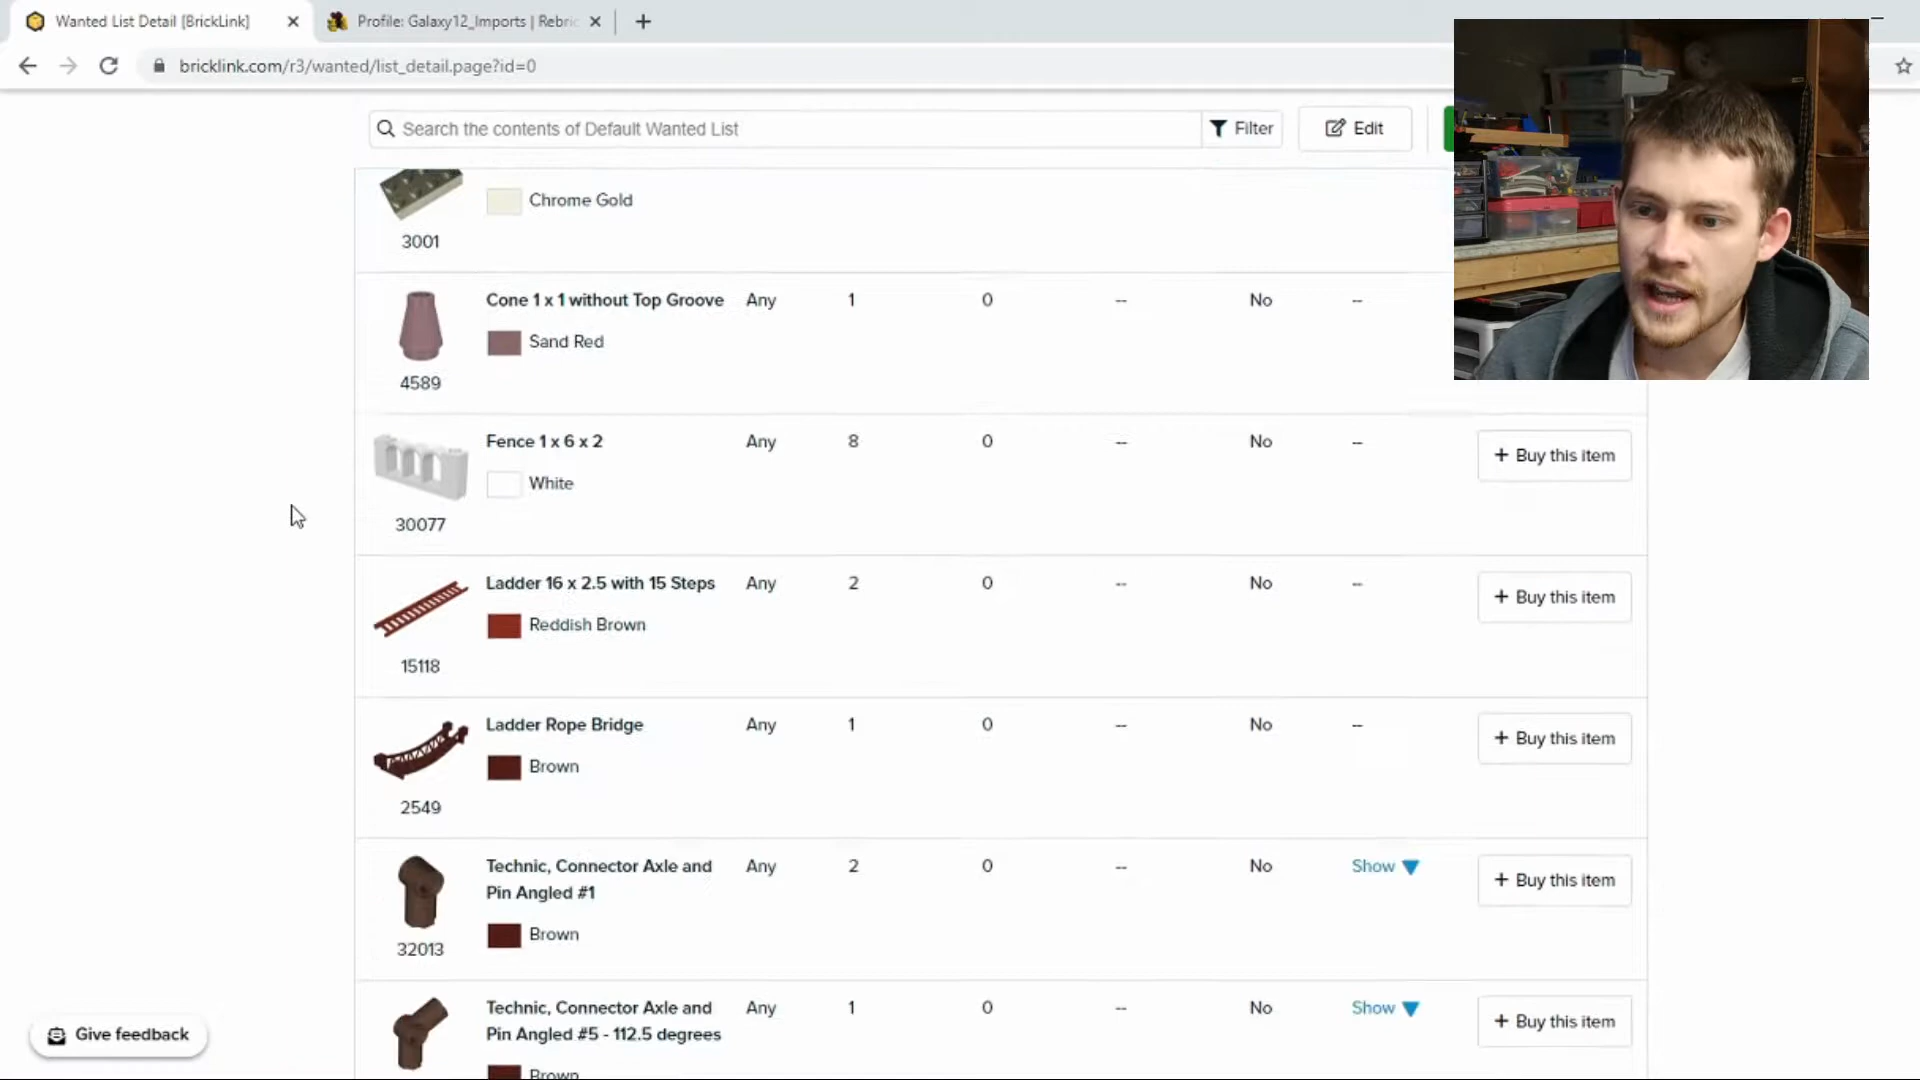 Wanted List Detail [BrickLink]
Profile: Galaxy12_Imports | Rebric
bricklink.com/r3/wanted/list_detail.page?id=0
Search the contents of Default Wanted List
Filter
Edit
Chrome Gold
3001
Cone 1 x 1 without Top Groove Any 1 0 -- No --
Sand Red
4589
Fence 1 x 6 x 2 Any 8 0 -- No --
+ Buy this item
White
30077
Ladder 16 x 2.5 with 15 Steps Any 2 0 -- No --
+ Buy this item
Reddish Brown
15118
Ladder Rope Bridge Any 1 0 -- No --
+ Buy this item
Brown
2549
Technic, Connector Axle and Any 2 0 -- No Show
Pin Angled #1
+ Buy this item
Brown
32013
Technic, Connector Axle and Any 1 0 -- No Show
Pin Angled #5 - 112.5 degrees
+ Buy this item
Brown
Give feedback